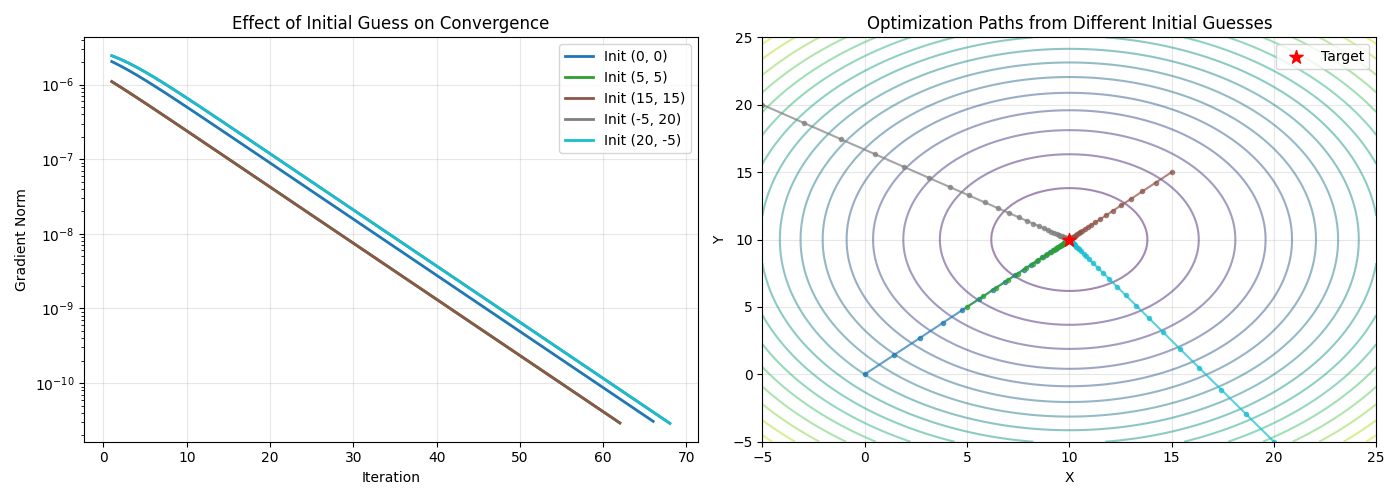 Effect of Initial Guess on Convergence
Gradient Norm
10⁻⁶
10⁻⁷
10⁻⁸
10⁻⁹
10⁻¹⁰
Init (0, 0)
Init (5, 5)
Init (15, 15)
Init (-5, 20)
Init (20, -5)
0 10 20 30 40 50 60 70
Iteration
Optimization Paths from Different Initial Guesses
Y
25
20
15
10
5
0
−5
Target
−5 0 5 10 15 20 25
X